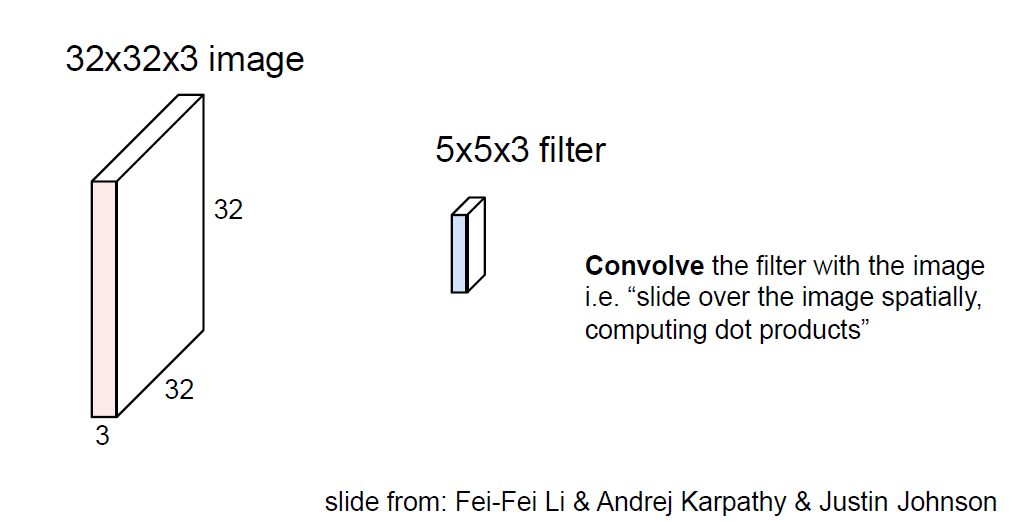 32x32x3 image
5x5x3 filter
32
Convolve the filter with the image
i.e. “slide over the image spatially,
computing dot products”
32
3
slide from: Fei-Fei Li & Andrej Karpathy & Justin Johnson